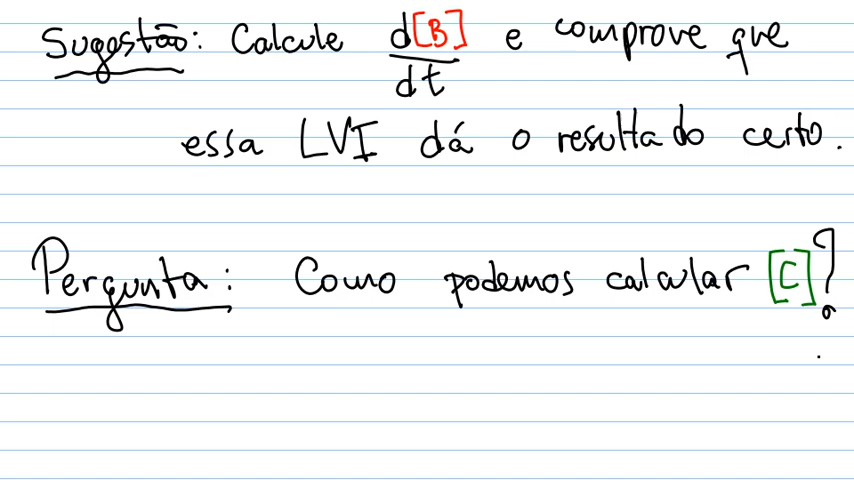 Sugestão: Calcule d[B]/dt e comprove que
essa LVI dá o resultado certo.
Pergunta: Como podemos calcular [C]?